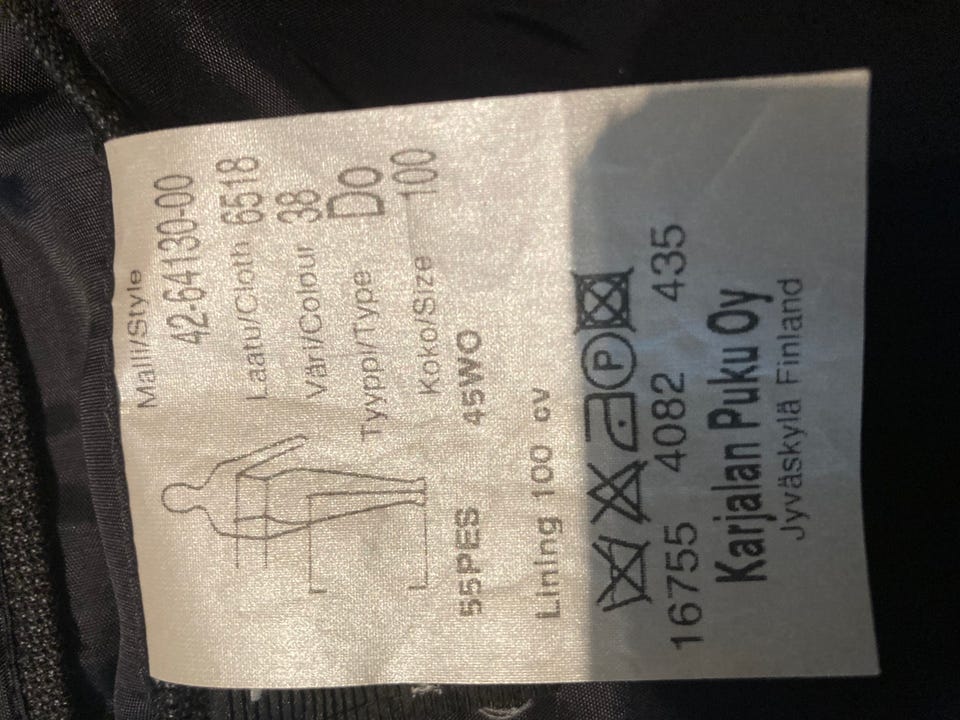 Malli/Style
42-64130-00
Laatu/Cloth 6518
Väri/Colour 38
Tyyppi/Type Do
Koko/Size 100
55PES 45WO
Lining 100 cv
P
16755 4082 435
Karjalan Puku Oy
Jyväskylä Finland